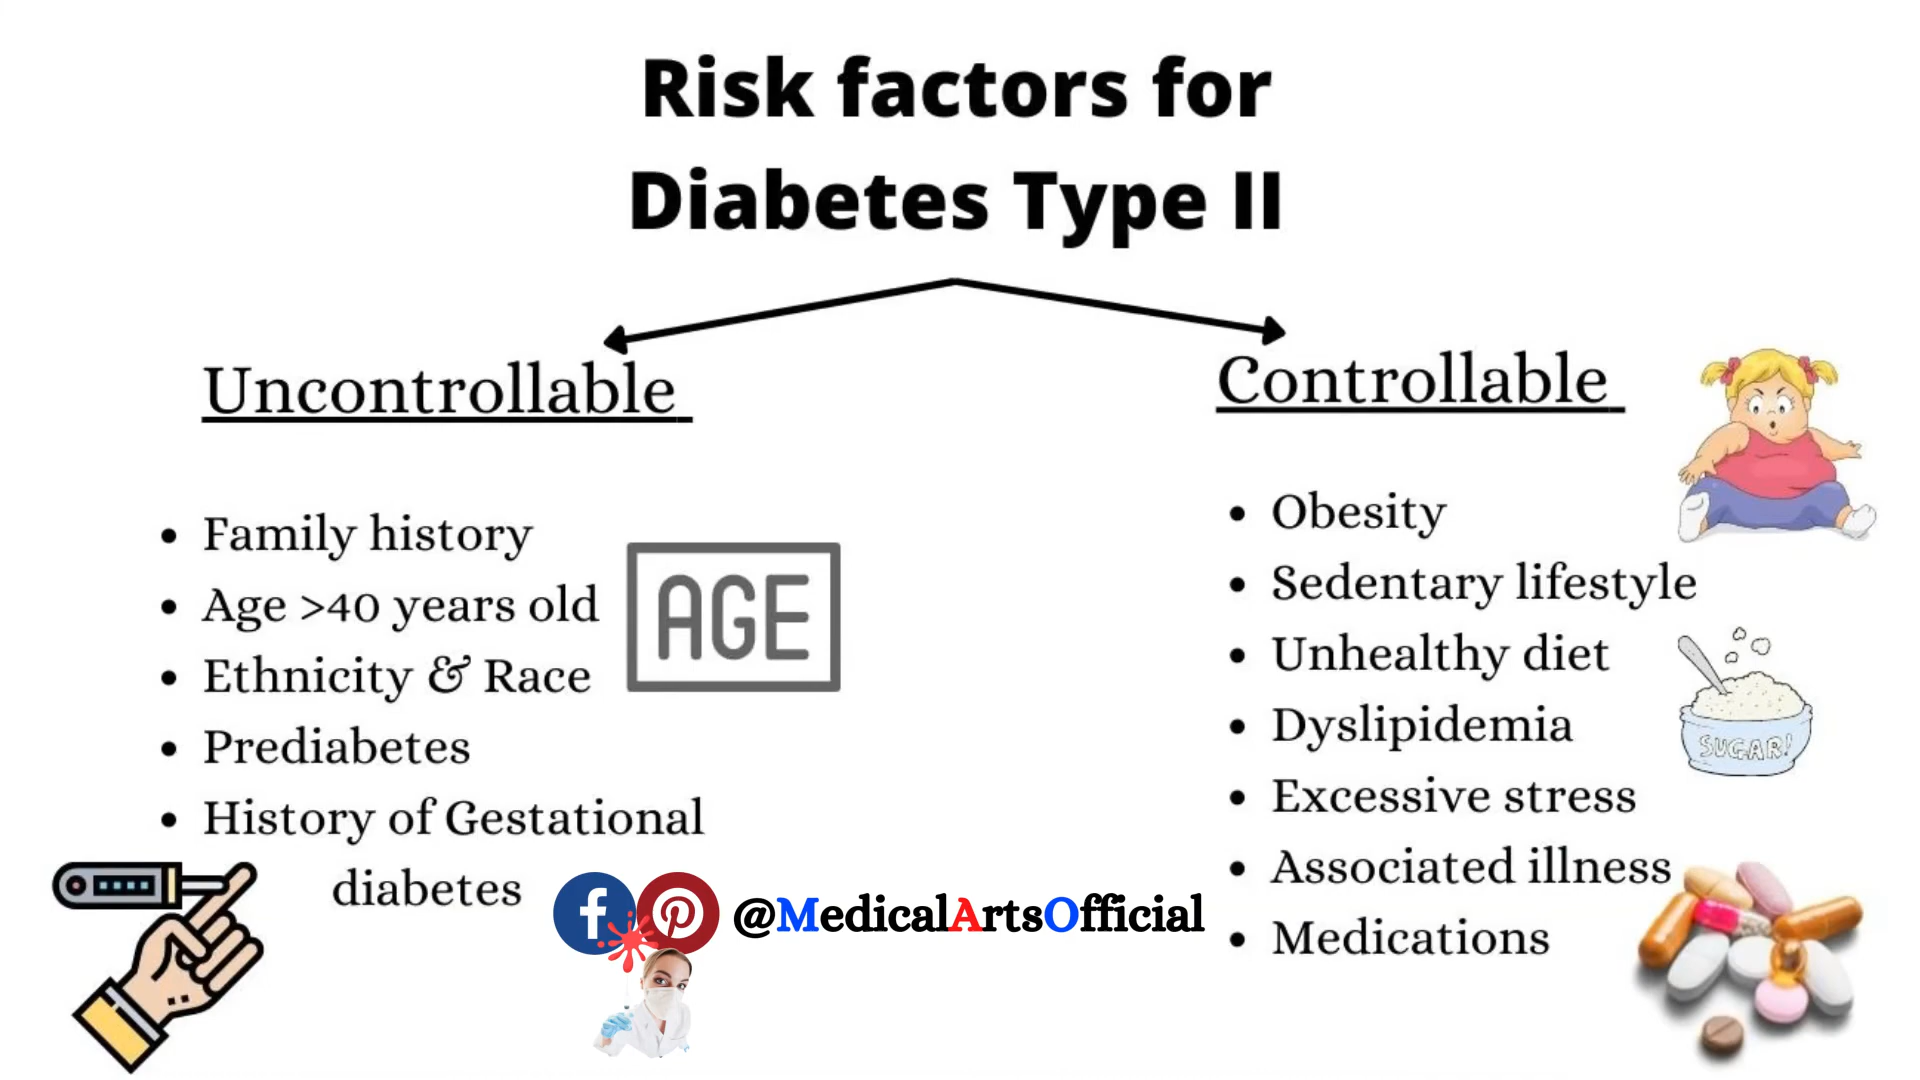 Risk factors for
Diabetes Type II
Uncontrollable
• Family history
• Age >40 years old
• Ethnicity & Race
• Prediabetes
• History of Gestational
diabetes
AGE
Controllable
• Obesity
• Sedentary lifestyle
• Unhealthy diet
• Dyslipidemia
• Excessive stress
• Associated illness
• Medications
SUGAR!
@MedicalArtsOfficial